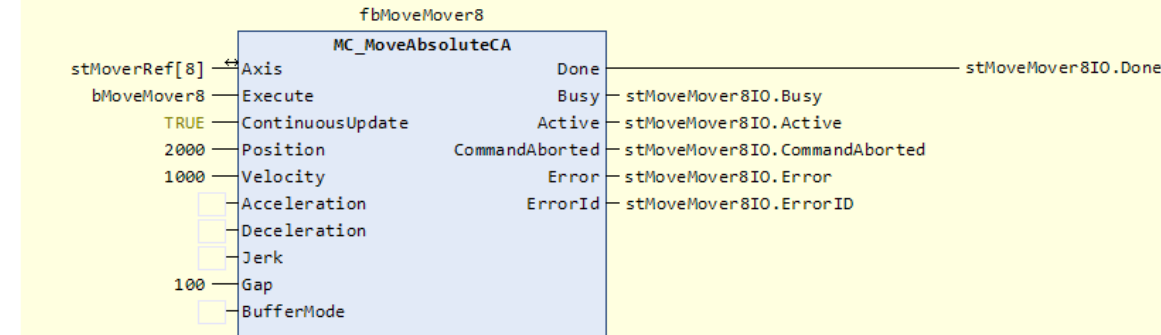 fbMoveMover8
MC_MoveAbsoluteCA
stMoverRef[8] Axis Done stMoveMover8IO.Done
bMoveMover8 Execute Busy stMoveMover8IO.Busy
TRUE ContinuousUpdate Active stMoveMover8IO.Active
2000 Position CommandAborted stMoveMover8IO.CommandAborted
1000 Velocity Error stMoveMover8IO.Error
Acceleration ErrorId stMoveMover8IO.ErrorID
Deceleration
Jerk
100 Gap
BufferMode